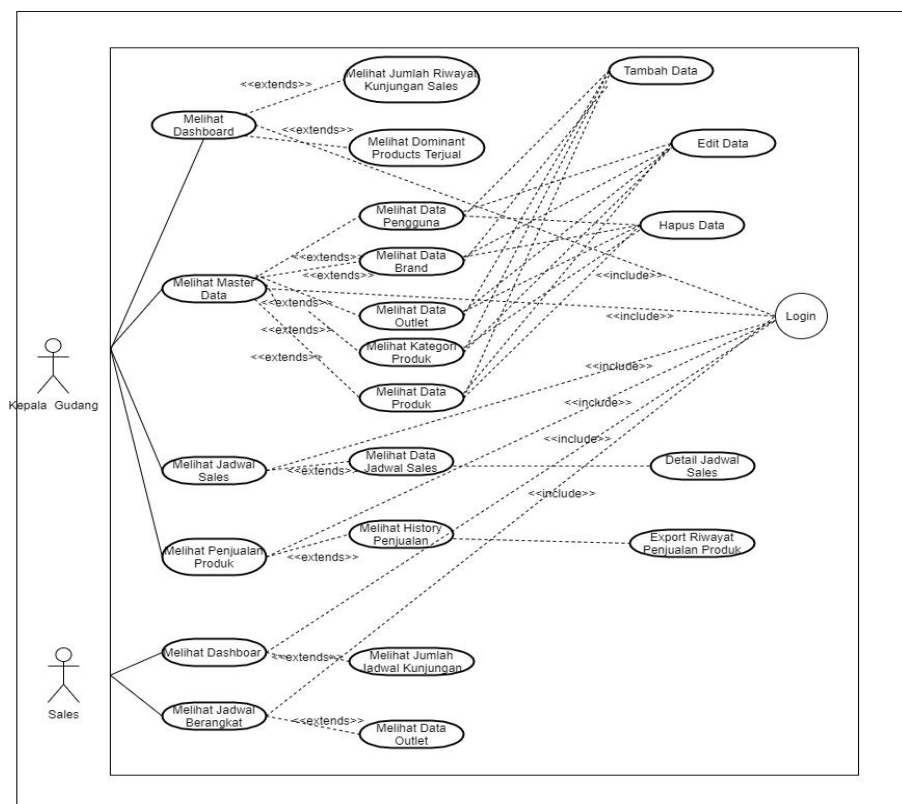 Melihat Jumlah Riwayat
Kunjungan Sales
<<extends>>
Melihat
Dashboard
<<extends>>
Melihat Dominant
Products Terjual
Tambah Data
Edit Data
Hapus Data
Melihat Data
Pengguna
<<extends>>
Melihat Data
Brand
<<extends>>
<<include>>
Melihat Master
Data
<<extends>>
Melihat Data
Outlet
<<include>>
Login
<<extends>>
Melihat Kategori
Produk
<<extends>>
<<include>>
Melihat Data
Produk
<<include>>
Kepala Gudang
<<include>>
Melihat Jadwal
Sales
<<extends>>
Melihat Data
Jadwal Sales
Detail Jadwal
Sales
<<include>>
Melihat Penjualan
Produk
<<extends>>
Melihat History
Penjualan
Export Riwayat
Penjualan Produk
Melihat Dashboar
<<extends>>
Melihat Jumlah
Jadwal Kunjungan
Sales
Melihat Jadwal
Berangkat
<<extends>>
Melihat Data
Outlet